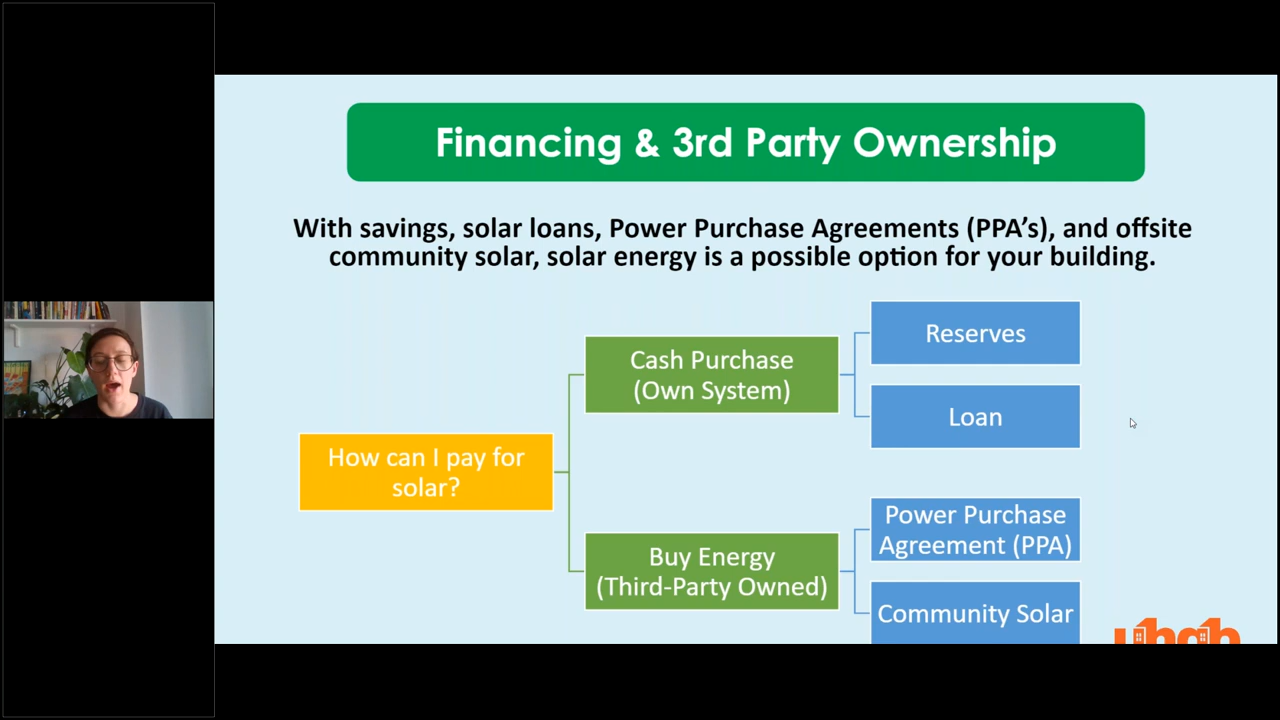 Financing & 3rd Party Ownership
With savings, solar loans, Power Purchase Agreements (PPA's), and offsite
community solar, solar energy is a possible option for your building.
How can I pay for
solar?
Cash Purchase
(Own System)
Reserves
Loan
Buy Energy
(Third-Party Owned)
Power Purchase
Agreement (PPA)
Community Solar
uhab